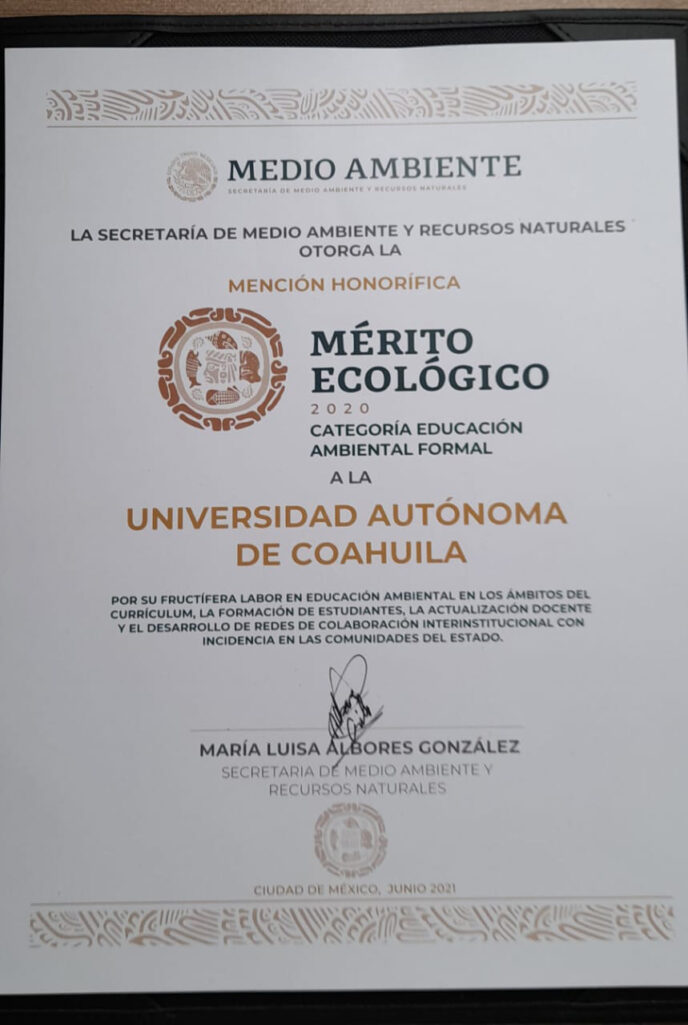 MEDIO AMBIENTE
SECRETARÍA DE MEDIO AMBIENTE Y RECURSOS NATURALES
LA SECRETARÍA DE MEDIO AMBIENTE Y RECURSOS NATURALES
OTORGA LA
MENCIÓN HONORÍFICA
MÉRITO
ECOLÓGICO
2020
CATEGORÍA EDUCACIÓN
AMBIENTAL FORMAL
A LA
UNIVERSIDAD AUTÓNOMA
DE COAHUILA
POR SU FRUCTÍFERA LABOR EN EDUCACIÓN AMBIENTAL EN LOS ÁMBITOS DEL
CURRÍCULUM, LA FORMACIÓN DE ESTUDIANTES, LA ACTUALIZACIÓN DOCENTE
Y EL DESARROLLO DE REDES DE COLABORACIÓN INTERINSTITUCIONAL CON
INCIDENCIA EN LAS COMUNIDADES DEL ESTADO.
MARÍA LUISA ALBORES GONZÁLEZ
SECRETARIA DE MEDIO AMBIENTE Y
RECURSOS NATURALES
CIUDAD DE MÉXICO, JUNIO 2021